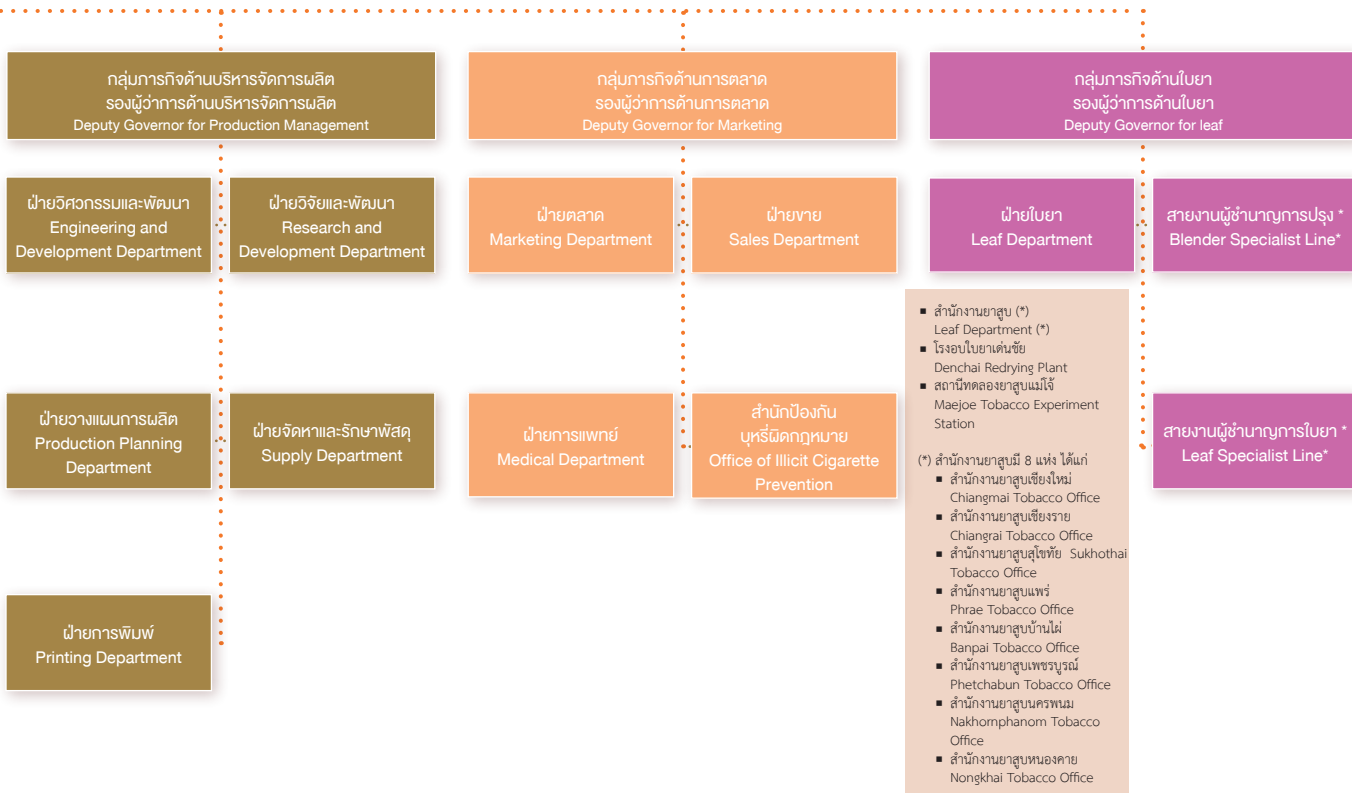 กลุ่มภารกิจด้านบริหารจัดการผลิต
รองผู้ว่าการด้านบริหารจัดการผลิต
Deputy Governor for Production Management
กลุ่มภารกิจด้านการตลาด
รองผู้ว่าการด้านการตลาด
Deputy Governor for Marketing
กลุ่มภารกิจด้านใบยา
รองผู้ว่าการด้านใบยา
Deputy Governor for leaf
ฝ่ายวิศวกรรมและพัฒนา
Engineering and
Development Department
ฝ่ายวิจัยและพัฒนา
Research and
Development Department
ฝ่ายตลาด
Marketing Department
ฝ่ายขาย
Sales Department
ฝ่ายใบยา
Leaf Department
สายงานผู้ชำนาญการปรุง *
Blender Specialist Line*
ฝ่ายวางแผนการผลิต
Production Planning
Department
ฝ่ายจัดหาและรักษาพัสดุ
Supply Department
ฝ่ายการแพทย์
Medical Department
สำนักป้องกัน
บุหรี่ผิดกฎหมาย
Office of Illicit Cigarette
Prevention
■ สำนักงานยาสูบ (*)
Leaf Department (*)
■ โรงอบใบยาเด่นชัย
Denchai Redrying Plant
■ สถานีทดลองยาสูบแม่โจ้
Maejoe Tobacco Experiment
Station
(*) สำนักงานยาสูบมี 8 แห่ง ได้แก่
■ สำนักงานยาสูบเชียงใหม่
Chiangmai Tobacco Office
■ สำนักงานยาสูบเชียงราย
Chiangrai Tobacco Office
■ สำนักงานยาสูบสุโขทัย Sukhothai
Tobacco Office
■ สำนักงานยาสูบแพร่
Phrae Tobacco Office
■ สำนักงานยาสูบบ้านไผ่
Banpai Tobacco Office
■ สำนักงานยาสูบเพชรบูรณ์
Phetchabun Tobacco Office
■ สำนักงานยาสูบนครพนม
Nakhornphanom Tobacco
Office
■ สำนักงานยาสูบหนองคาย
Nongkhai Tobacco Office
สายงานผู้ชำนาญการใบยา *
Leaf Specialist Line*
ฝ่ายการพิมพ์
Printing Department